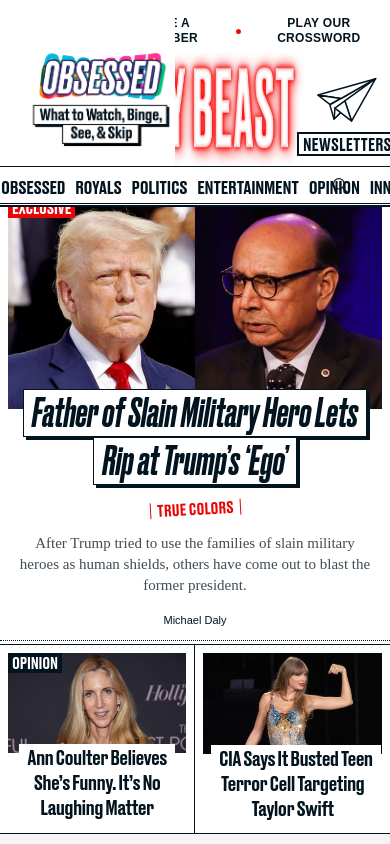 E A
BER
PLAY OUR
CROSSWORD
OBSESSED
What to Watch, Binge,
See, & Skip
Y BEAST
NEWSLETTERS
OBSESSED ROYALS POLITICS ENTERTAINMENT OPINION INN
EXCLUSIVE
Father of Slain Military Hero Lets
Rip at Trump's ‘Ego’
TRUE COLORS
After Trump tried to use the families of slain military
heroes as human shields, others have come out to blast the
former president.
Michael Daly
OPINION
Holly
Ann Coulter Believes
She’s Funny. It’s No
Laughing Matter
CIA Says It Busted Teen
Terror Cell Targeting
Taylor Swift